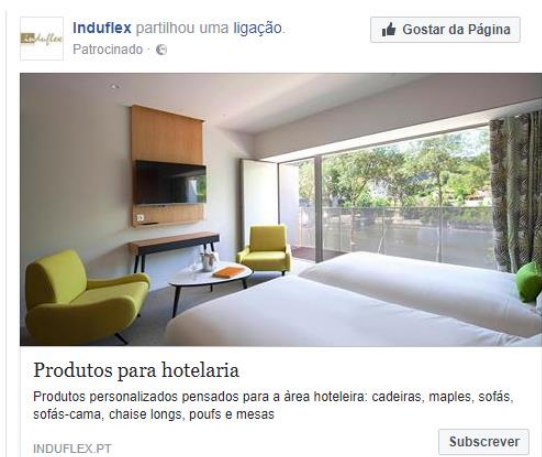 induflex
Induflex partilhou uma ligação.
Gostar da Página
Patrocinado ·
Produtos para hotelaria
Produtos personalizados pensados para a área hoteleira: cadeiras, maples, sofás,
sofás-cama, chaise longs, poufs e mesas
INDUFLEX.PT
Subscrever